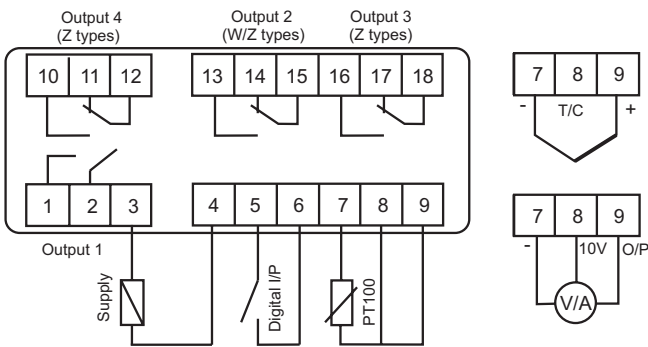 Output 4
(Z types)
Output 2
(W/Z types)
Output 3
(Z types)
10 11 12
13 14 15 16 17 18
7 8 9
- T/C +
1 2 3
4 5 6 7 8 9
Output 1
Supply
Digital I/P
PT100
7 8 9
- 10V O/P
V/A